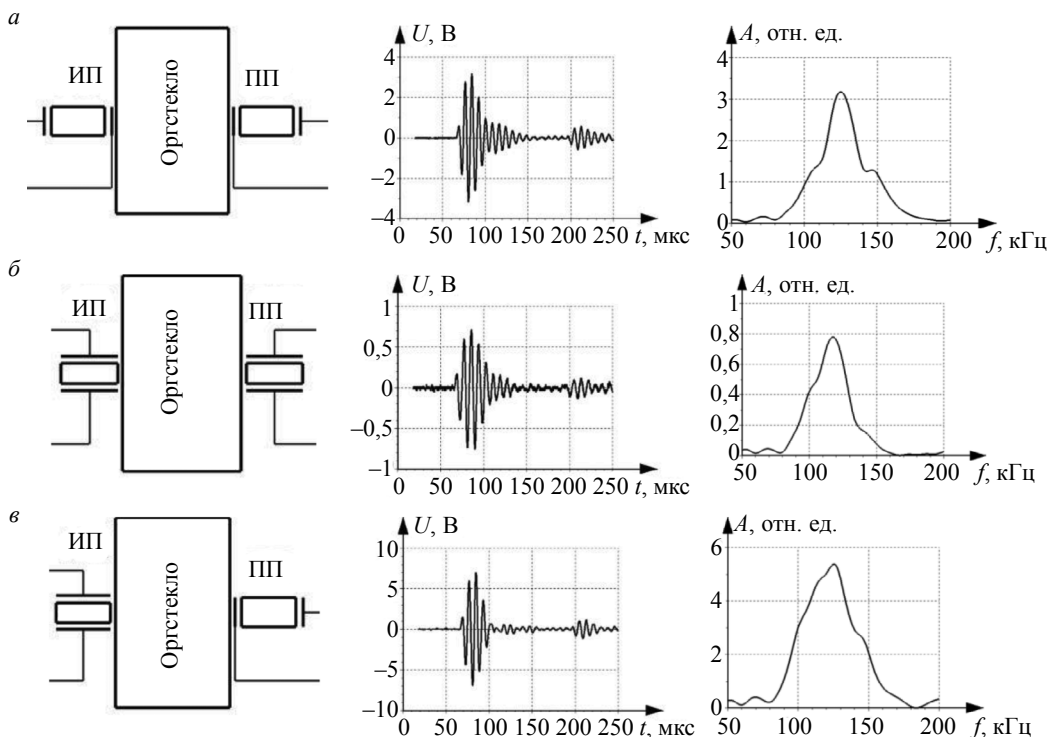 а
ИП
Оргстекло
ПП
U, В
4
2
0
–2
–4
0 50 100 150 200 250 t, мкс
A, отн. ед.
4
3
2
1
0
50 100 150 200 f, кГц
б
ИП
Оргстекло
ПП
U, В
1
0,5
0
–0,5
–1
0 50 100 150 200 250 t, мкс
A, отн. ед.
1
0,8
0,6
0,4
0,2
0
50 100 150 200 f, кГц
в
ИП
Оргстекло
ПП
U, В
10
5
0
–5
–10
0 50 100 150 200 250 t, мкс
A, отн. ед.
6
4
2
0
50 100 150 200 f, кГц